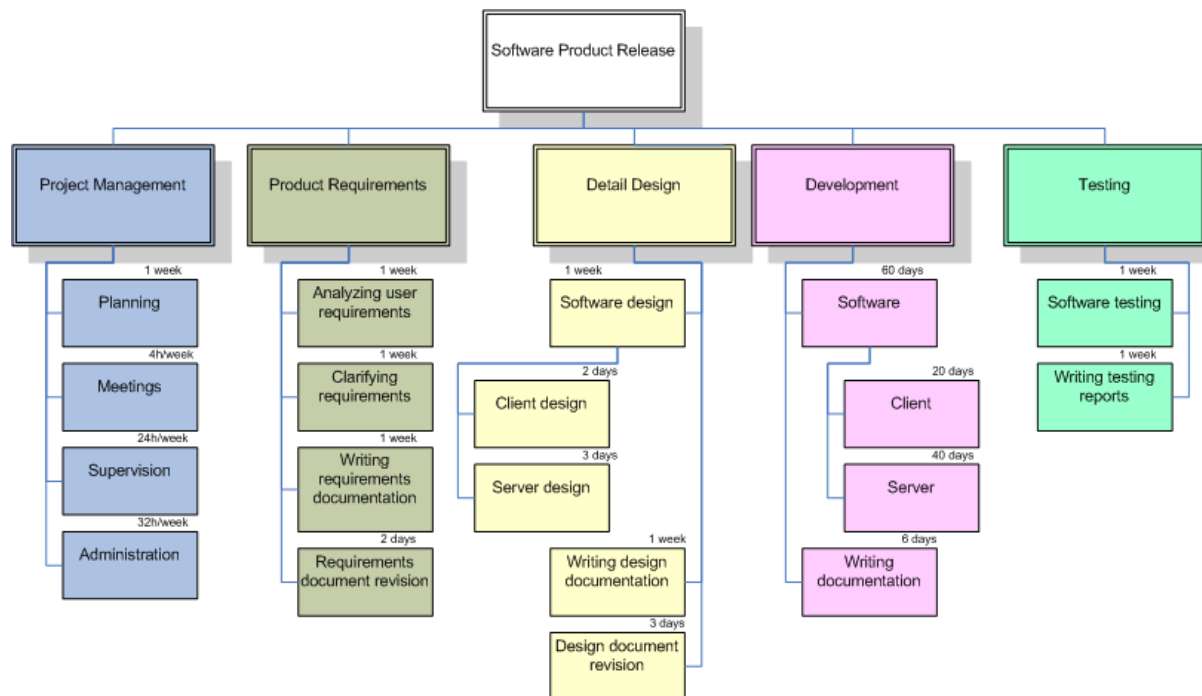 Software Product Release
Project Management
Product Requirements
Detail Design
Development
Testing
1 week
Planning
4h/week
Meetings
24h/week
Supervision
32h/week
Administration
1 week
Analyzing user
requirements
1 week
Clarifying
requirements
1 week
Writing
requirements
documentation
2 days
Requirements
document revision
1 week
Software design
2 days
Client design
3 days
Server design
1 week
Writing design
documentation
3 days
Design document
revision
60 days
Software
20 days
Client
40 days
Server
6 days
Writing
documentation
1 week
Software testing
1 week
Writing testing
reports